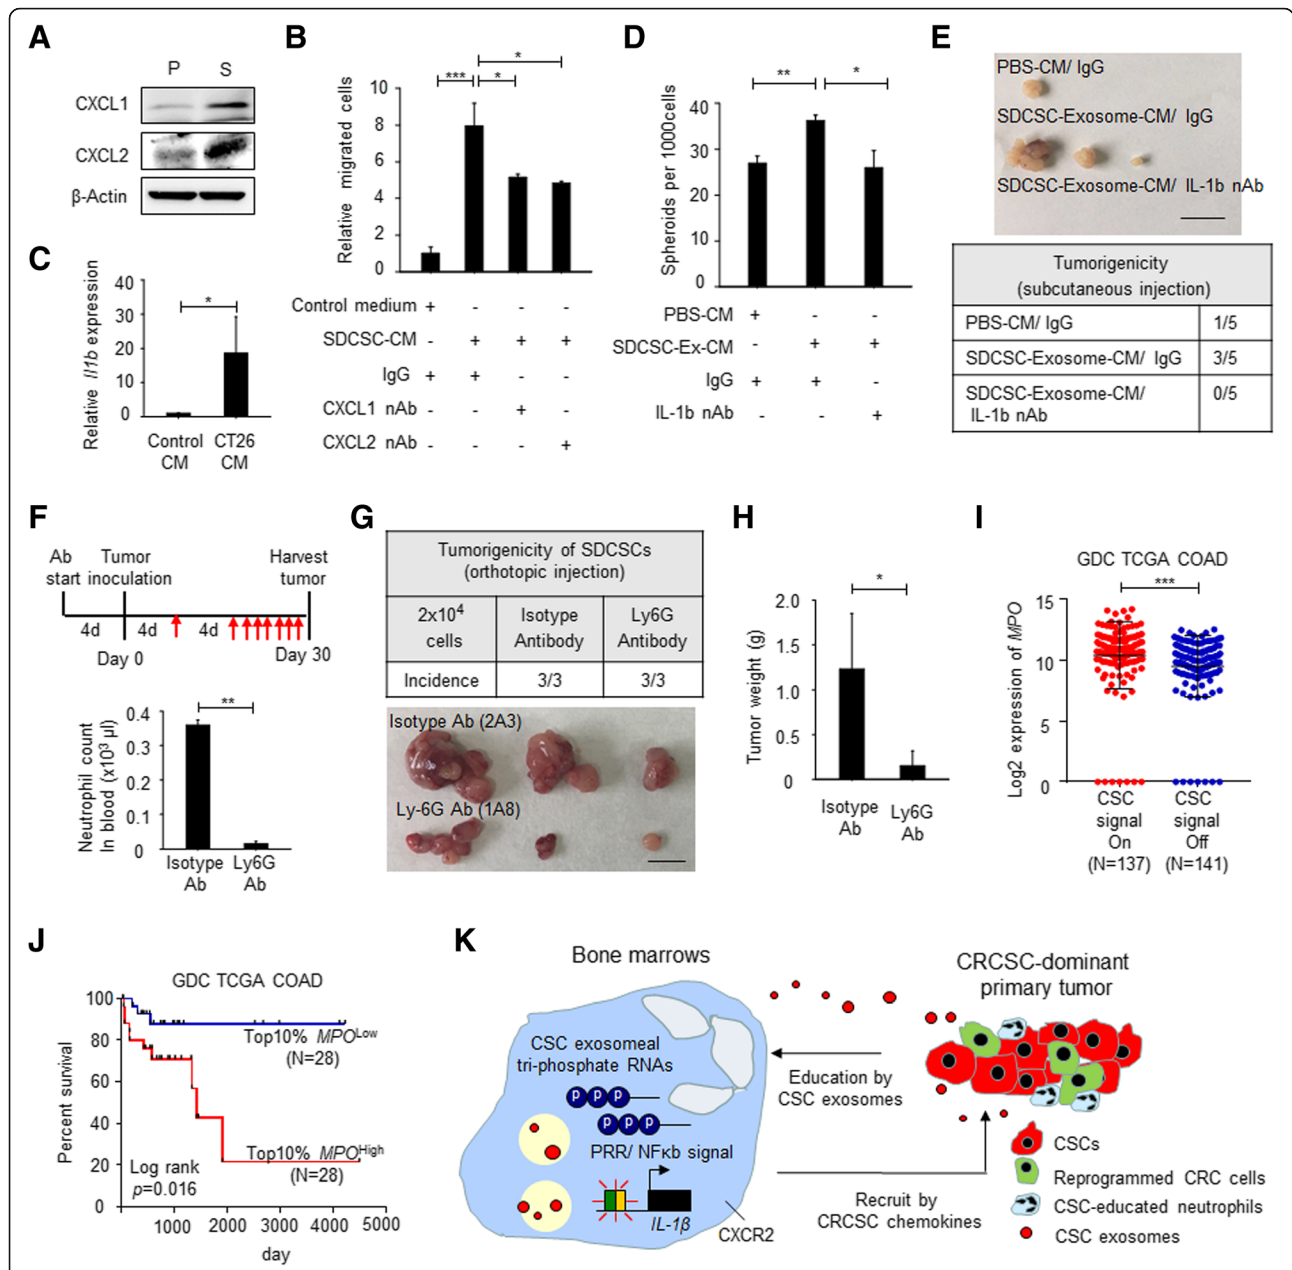 A
P S
CXCL1
CXCL2
β-Actin
B
*
*** *
Relative migrated cells
10
8
6
4
2
0
Control medium + - - -
SDCSC-CM - + + +
IgG + + - -
CXCL1 nAb - - + -
CXCL2 nAb - - - +
C
Relative Il1b expression
40
30
20
10
0
*
Control CM
CT26 CM
D
** *
Spheroids per 1000cells
40
30
20
10
0
PBS-CM + - -
SDCSC-Ex-CM - + +
IgG + + -
IL-1b nAb - - +
E
PBS-CM/ IgG
SDCSC-Exosome-CM/ IgG
SDCSC-Exosome-CM/ IL-1b nAb
Tumorigenicity
(subcutaneous injection)
PBS-CM/ IgG 1/5
SDCSC-Exosome-CM/ IgG 3/5
SDCSC-Exosome-CM/ 0/5
IL-1b nAb
F
Ab Tumor Harvest
start inoculation tumor
4d 4d 4d
Day 0 Day 30
Neutrophil count
In blood (x10³ µl)
0.4
0.3
0.2
0.1
0
**
Isotype Ab
Ly6G Ab
G
Tumorigenicity of SDCSCs
(orthotopic injection)
2x10⁴ Isotype Ly6G
cells Antibody Antibody
Incidence 3/3 3/3
Isotype Ab (2A3)
Ly-6G Ab (1A8)
H
*
Tumor weight (g)
2.0
1.5
1.0
0.5
0
Isotype Ab
Ly6G Ab
I
GDC TCGA COAD
***
Log2 expression of MPO
15
10
5
0
CSC CSC
signal signal
On Off
(N=137) (N=141)
J
GDC TCGA COAD
Percent survival
100
80
60
40
20
0
Top10% MPOᴸᵒʷ
(N=28)
Top10% MPOᴴⁱᵍʰ
(N=28)
Log rank
p=0.016
1000 2000 3000 4000 5000
day
K
Bone marrows
CSC exosomeal
tri-phosphate RNAs
P P P
P P P
PRR/ NFκb signal
IL-1β
CXCR2
Education by
CSC exosomes
Recruit by
CRCSC chemokines
CRCSC-dominant
primary tumor
CSCs
Reprogrammed CRC cells
CSC-educated neutrophils
CSC exosomes